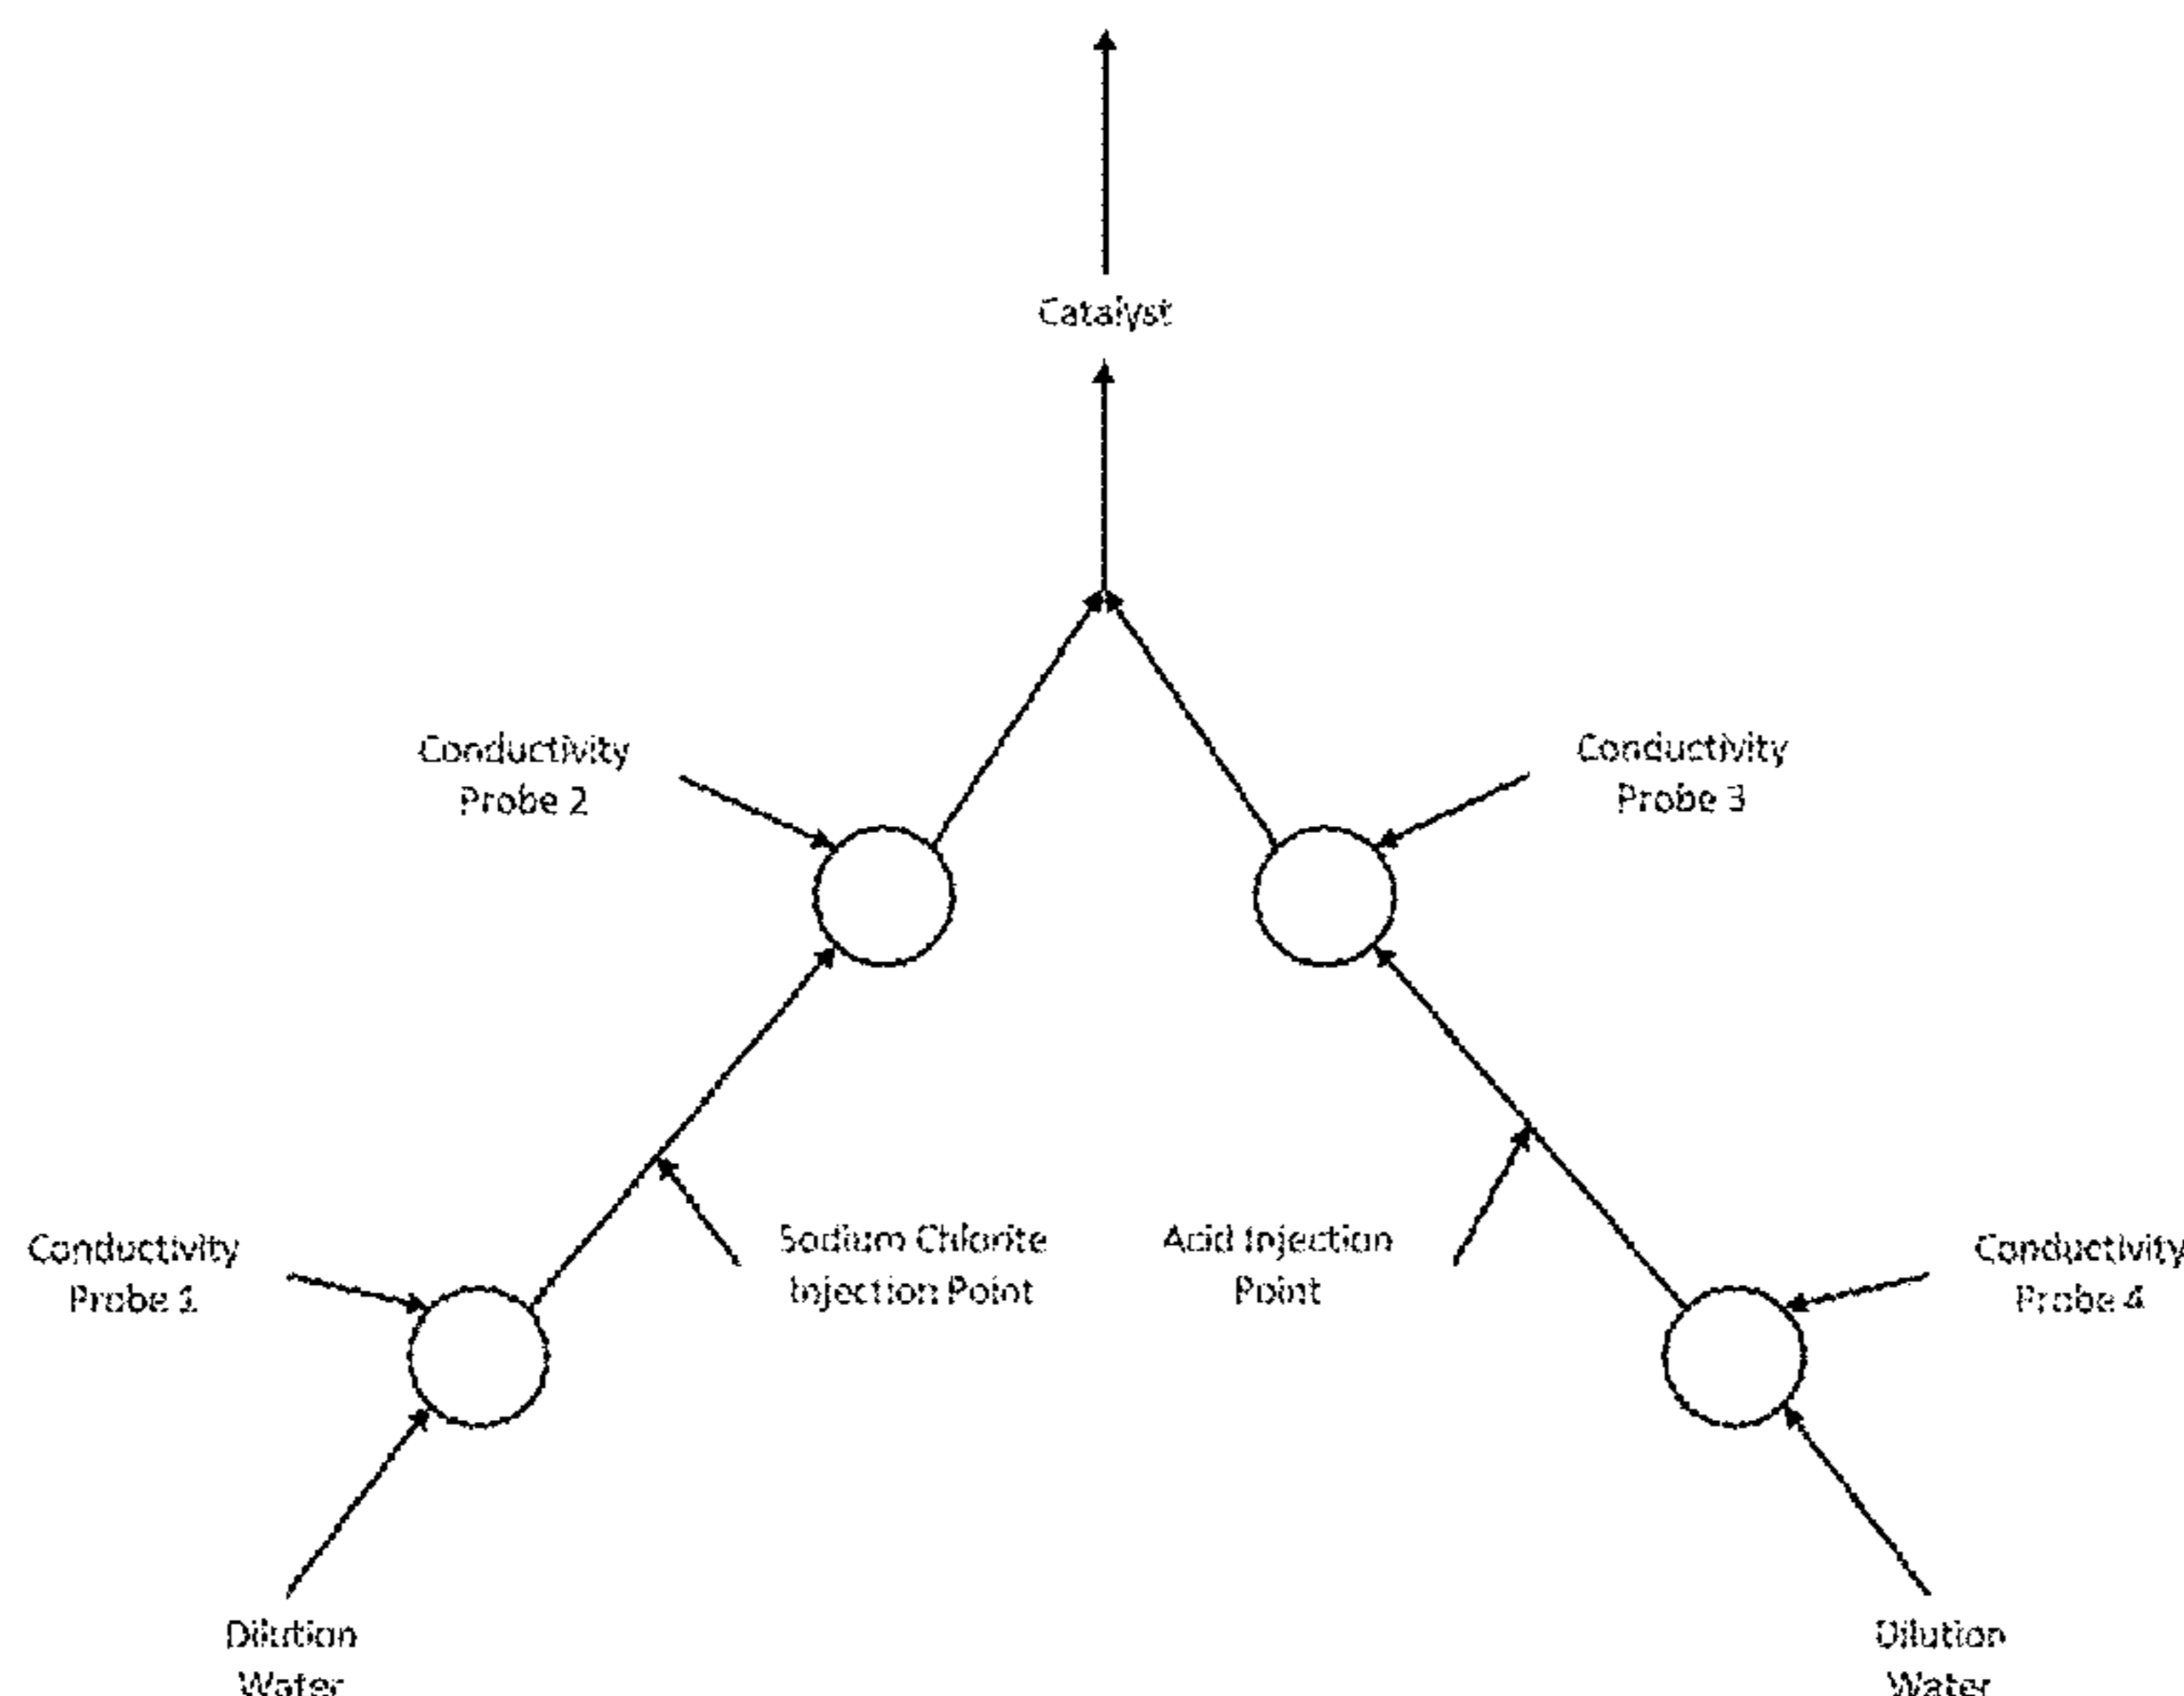 Catalyst
Conductivity
Probe 2
Conductivity
Probe 3
Conductivity
Probe 1
Sodium Chlorite
Injection Point
Acid Injection
Point
Conductivity
Probe 4
Dilution
Water
Dilution
Water